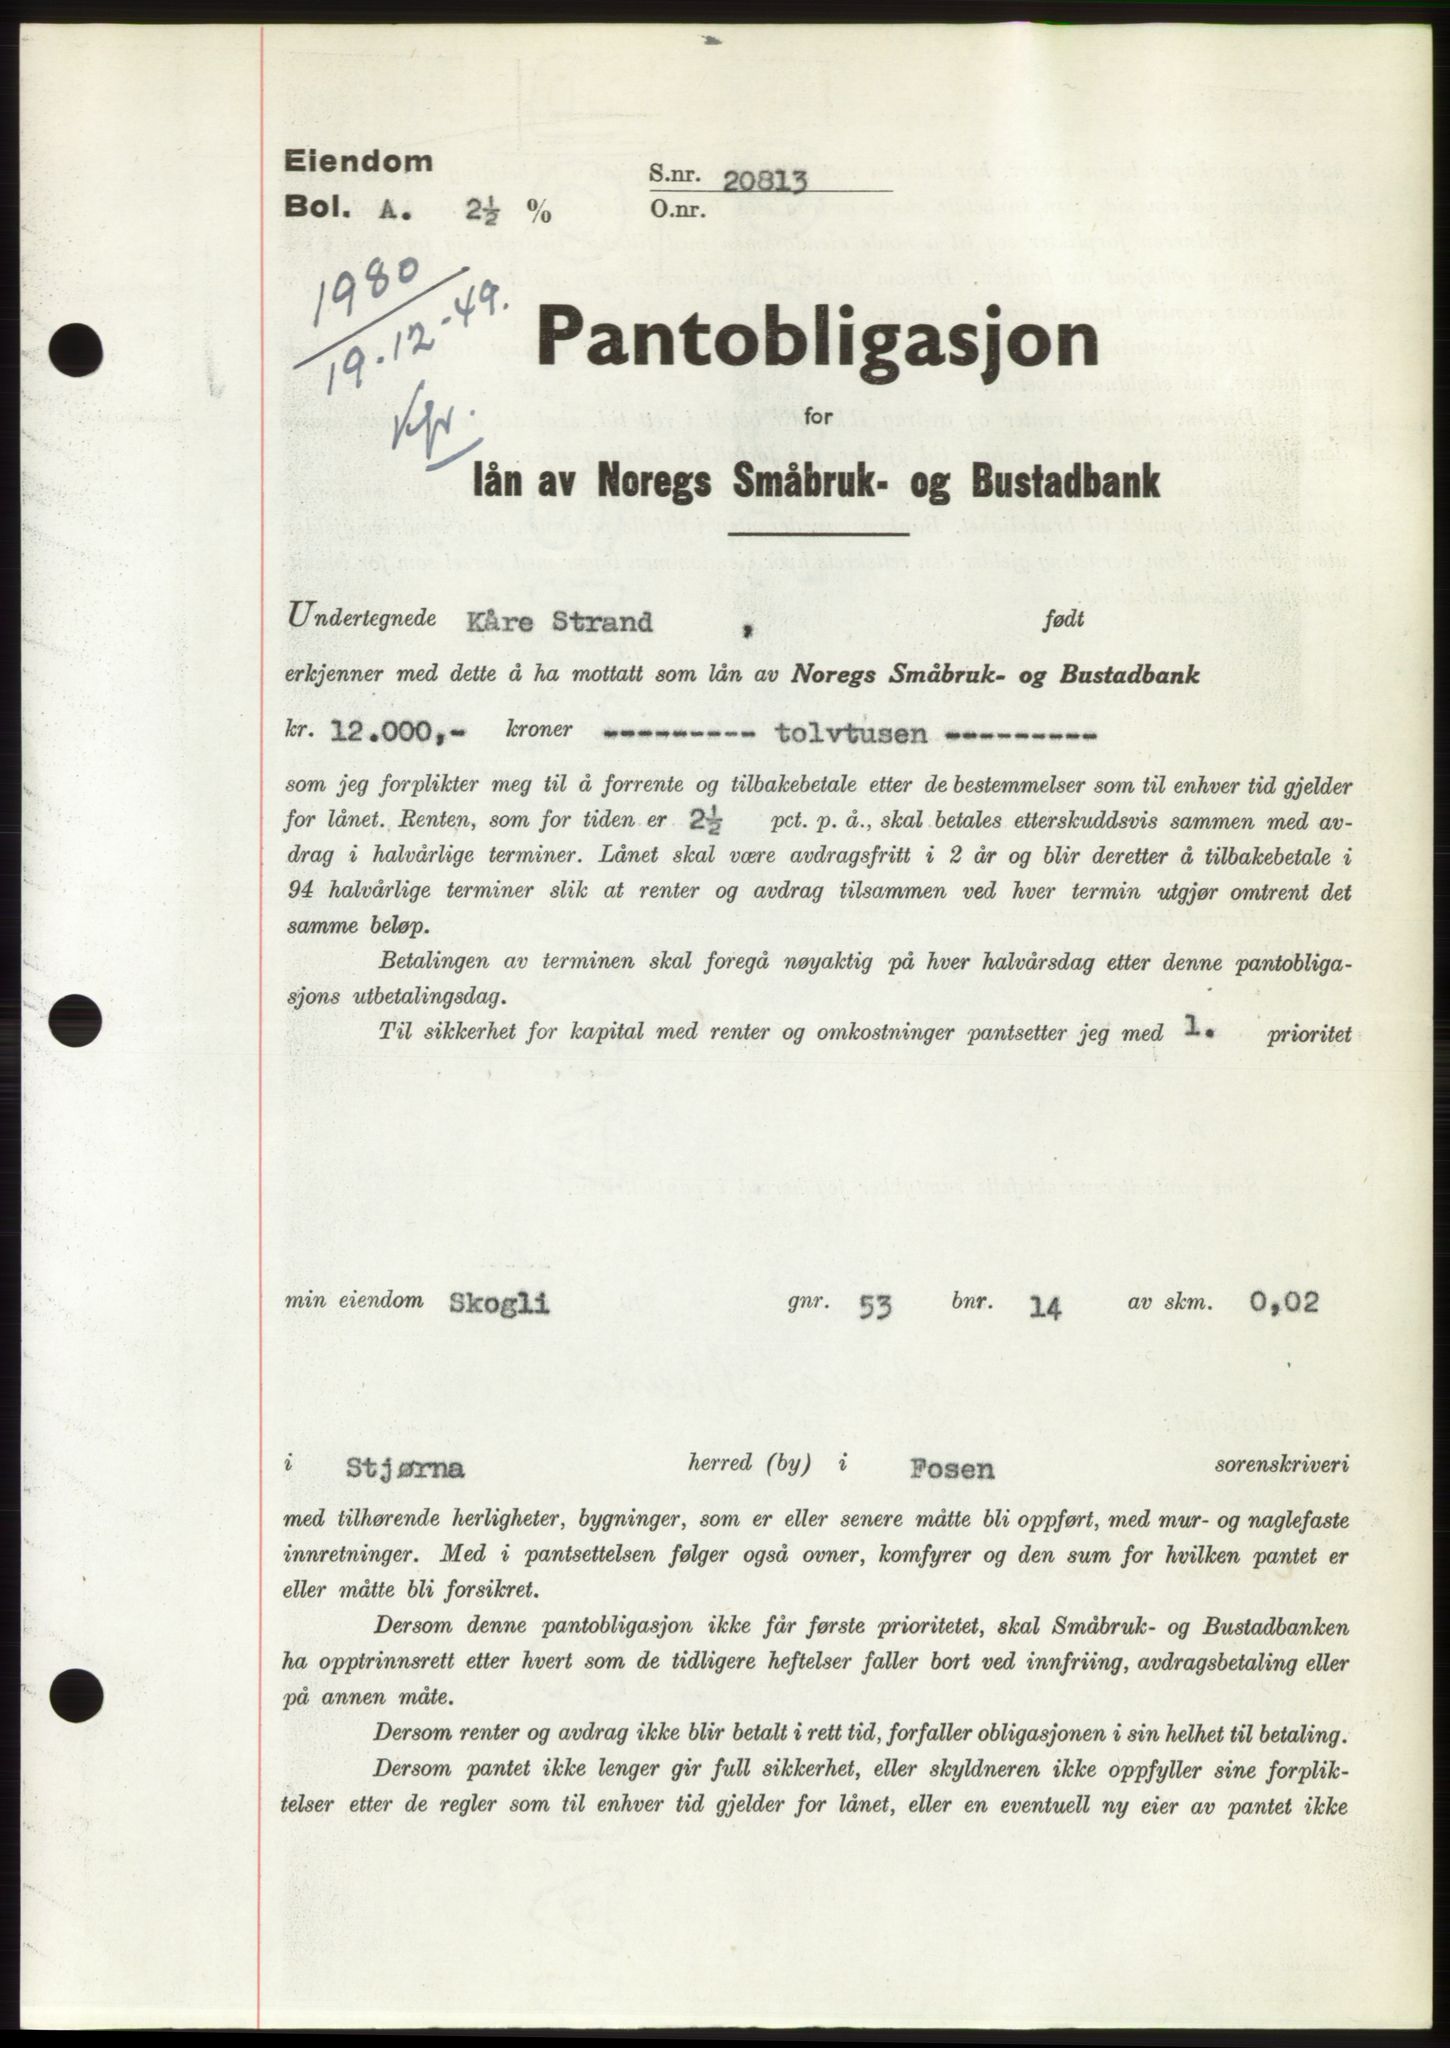 Eiendom
S.nr. 20813
Bol. A. 2½ %
O.nr.
1980
19.12-49.
Pantobligasjon
for
lån av Noregs Småbruk- og Bustadbank
Undertegnede Kåre Strand , født
erkjenner med dette å ha mottatt som lån av Noregs Småbruk- og Bustadbank
kr. 12.000,- kroner --------- tolvtusen ---------
som jeg forplikter meg til å forrente og tilbakebetale etter de bestemmelser som til enhver tid gjelder
for lånet. Renten, som for tiden er 2½ pct. p. å., skal betales etterskuddsvis sammen med av-
drag i halvårlige terminer. Lånet skal være avdragsfritt i 2 år og blir deretter å tilbakebetale i
94 halvårlige terminer slik at renter og avdrag tilsammen ved hver termin utgjør omtrent det
samme beløp.
Betalingen av terminen skal foregå nøyaktig på hver halvårsdag etter denne pantobliga-
sjons utbetalingsdag.
Til sikkerhet for kapital med renter og omkostninger pantsetter jeg med 1. prioritet
min eiendom Skogli gnr. 53 bnr. 14 av skm. 0,02
i Stjørna herred (by) i Fosen sorenskriveri
med tilhørende herligheter, bygninger, som er eller senere måtte bli oppført, med mur- og naglefaste
innretninger. Med i pantsettelsen følger også ovner, komfyrer og den sum for hvilken pantet er
eller måtte bli forsikret.
Dersom denne pantobligasjon ikke får første prioritetet, skal Småbruk- og Bustadbanken
ha opptrinnsrett etter hvert som de tidligere heftelser faller bort ved innfriing, avdragsbetaling eller
på annen måte.
Dersom renter og avdrag ikke blir betalt i rett tid, forfaller obligasjonen i sin helhet til betaling.
Dersom pantet ikke lenger gir full sikkerhet, eller skyldneren ikke oppfyller sine forplik-
telser etter de regler som til enhver tid gjelder for lånet, eller en eventuell ny eier av pantet ikke